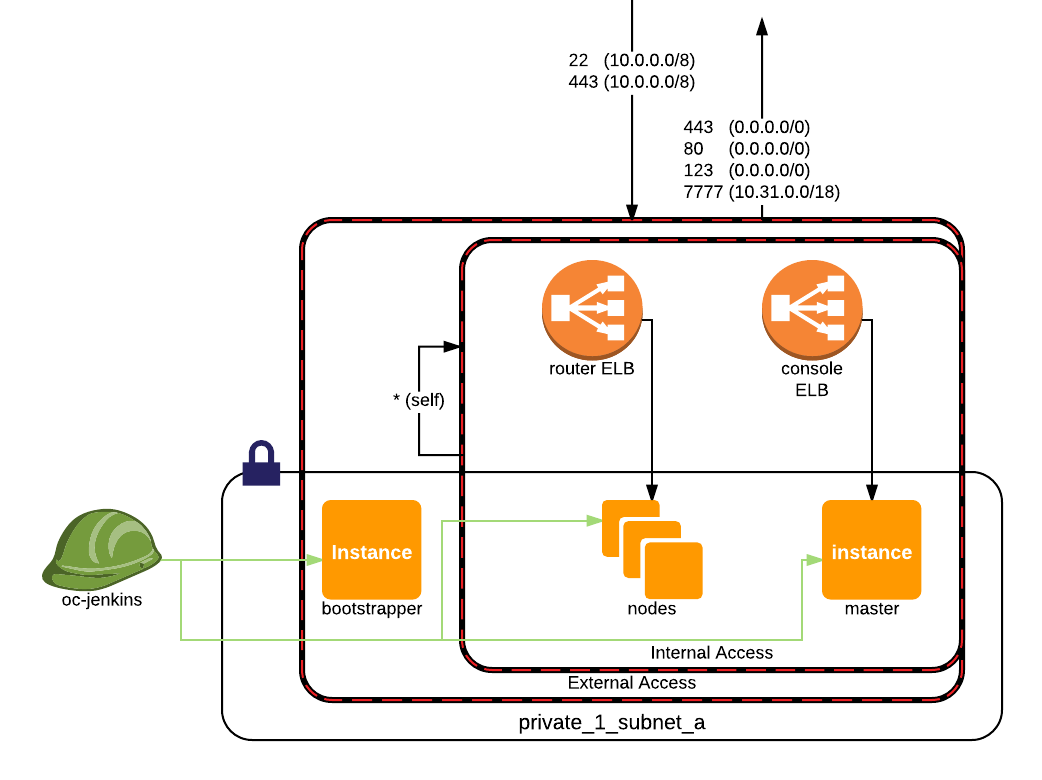 22 (10.0.0.0/8)
443 (10.0.0.0/8)
443 (0.0.0.0/0)
80 (0.0.0.0/0)
123 (0.0.0.0/0)
7777 (10.31.0.0/18)
router ELB
console
ELB
* (self)
Instance
instance
oc-jenkins
bootstrapper
nodes
master
Internal Access
External Access
private_1_subnet_a